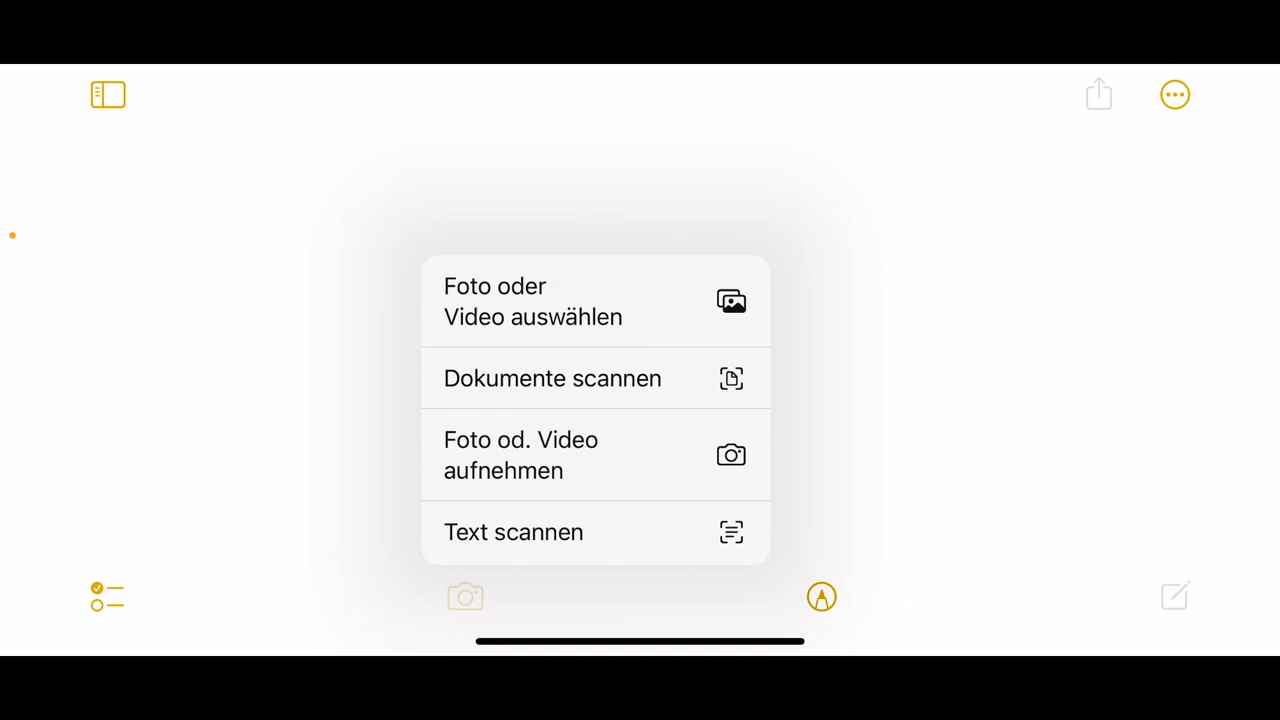 Foto oder
Video auswählen
Dokumente scannen
Foto od. Video
aufnehmen
Text scannen